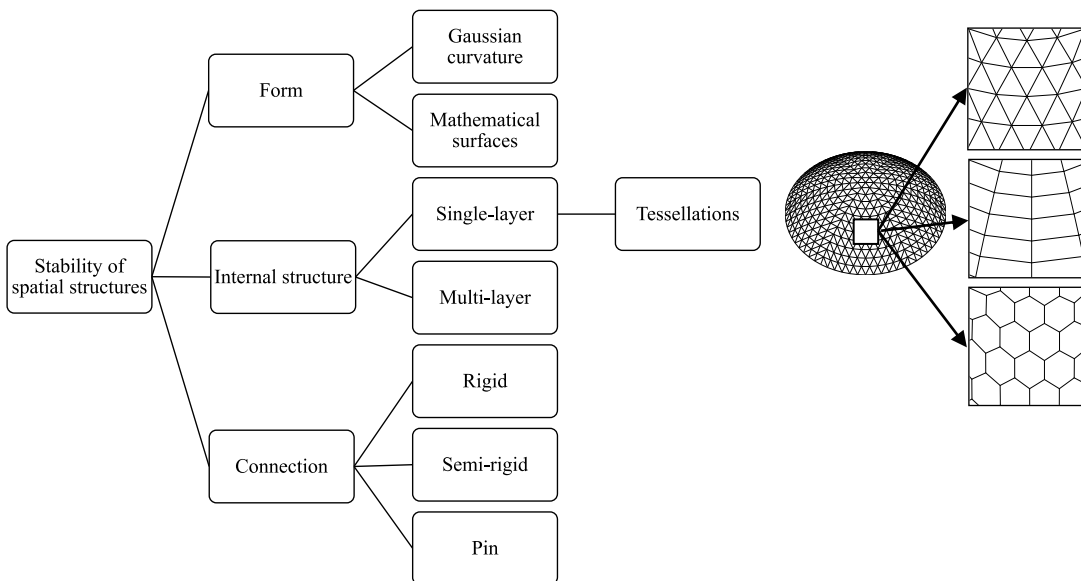 Stability of
spatial structures
Form
Gaussian
curvature
Mathematical
surfaces
Internal structure
Single-layer
Tessellations
Multi-layer
Connection
Rigid
Semi-rigid
Pin